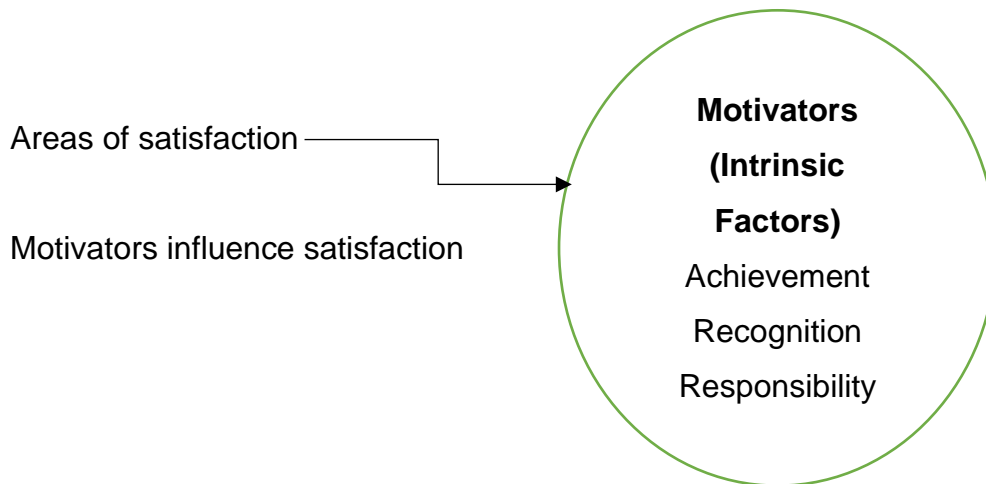 Areas of satisfaction
Motivators influence satisfaction
Motivators
(Intrinsic
Factors)
Achievement
Recognition
Responsibility